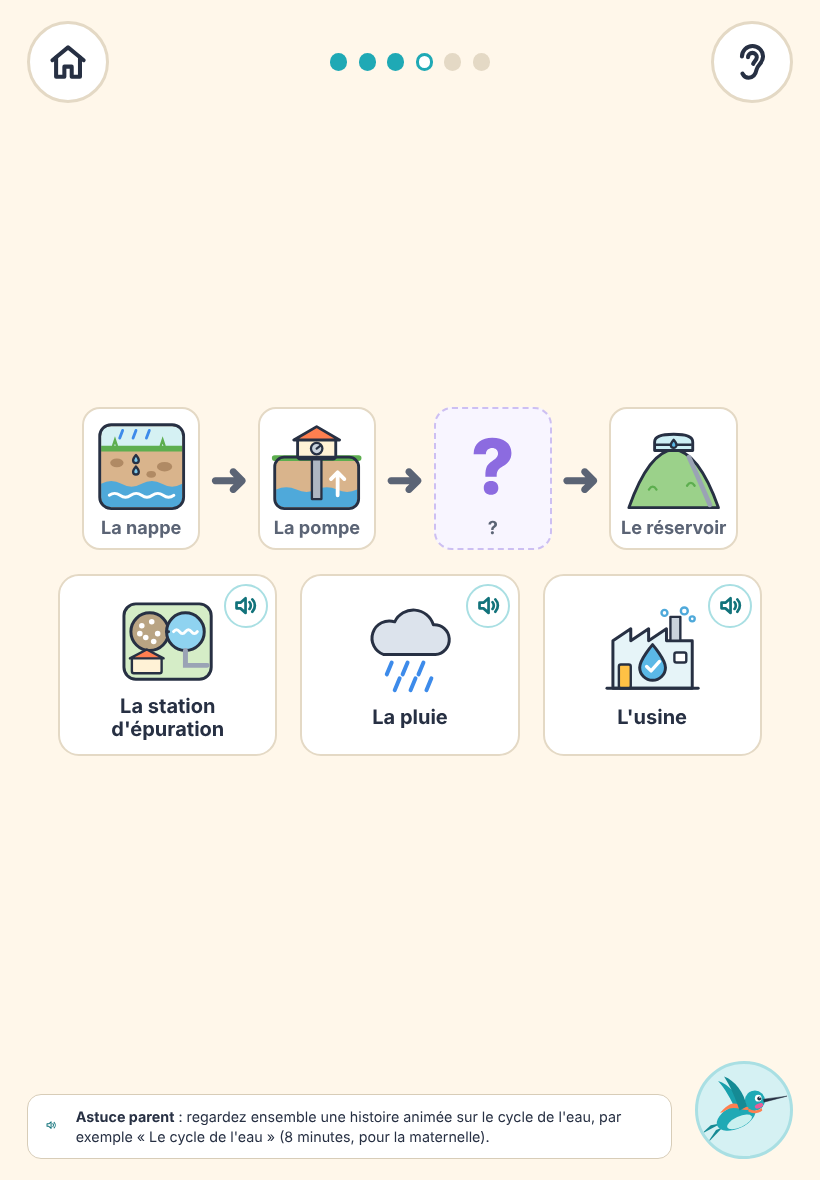 La nappe
La pompe
?
?
Le réservoir
La station
d'épuration
La pluie
L'usine
Astuce parent : regardez ensemble une histoire animée sur le cycle de l'eau, par
exemple « Le cycle de l'eau » (8 minutes, pour la maternelle).